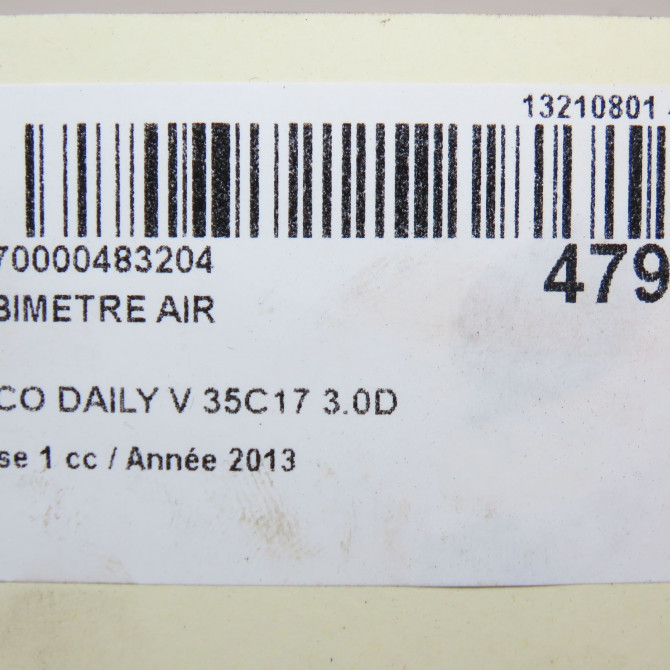 13210801
70000483204
479
BIMETRE AIR
CO DAILY V 35C17 3.0D
se 1 cc / Année 2013